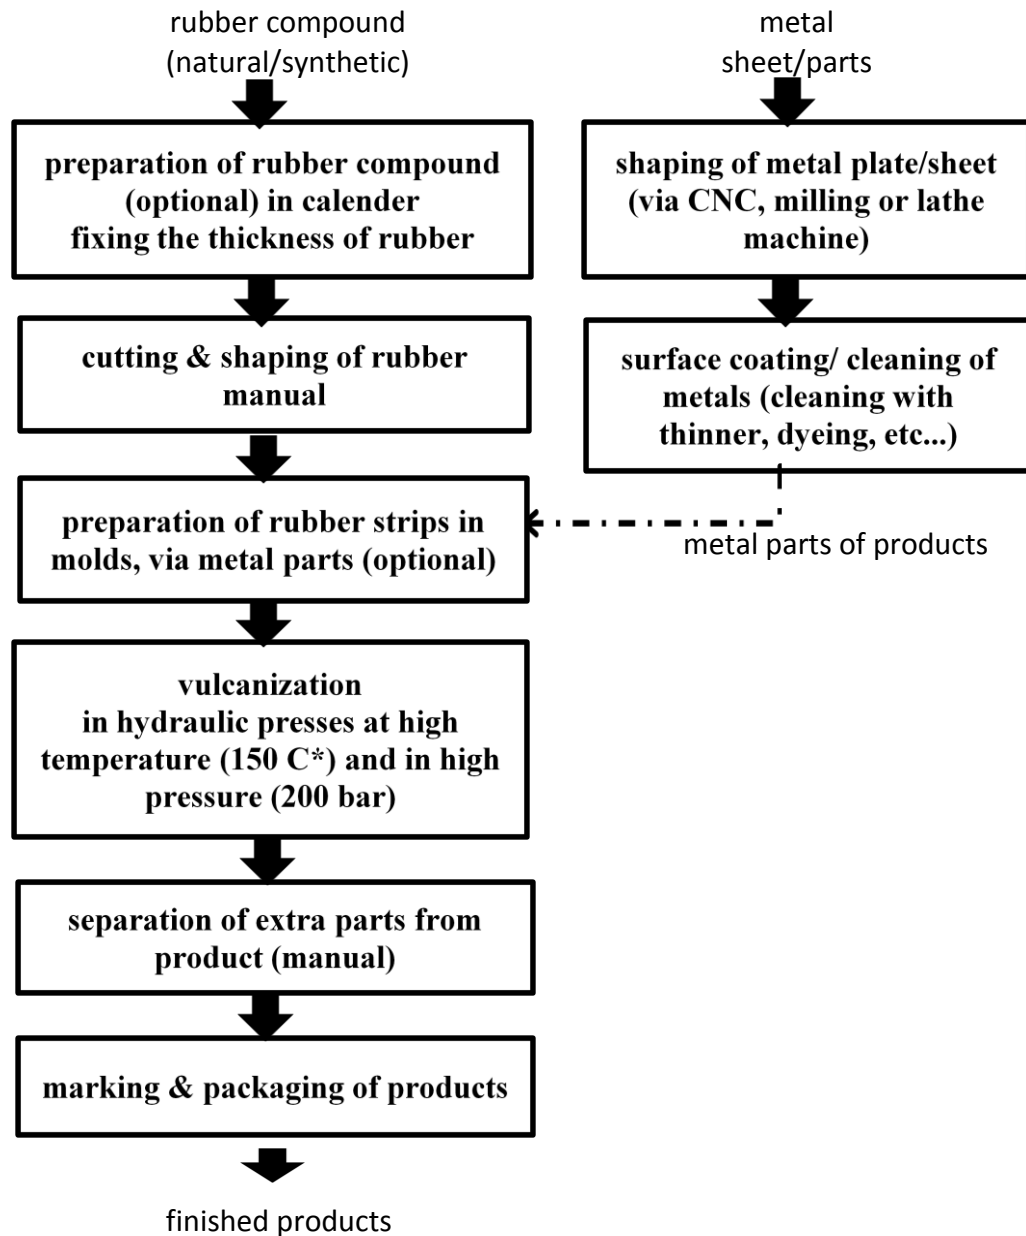 rubber compound
(natural/synthetic)
preparation of rubber compound
(optional) in calender
fixing the thickness of rubber
cutting & shaping of rubber
manual
preparation of rubber strips in
molds, via metal parts (optional)
vulcanization
in hydraulic presses at high
temperature (150 C*) and in high
pressure (200 bar)
separation of extra parts from
product (manual)
marking & packaging of products
finished products
metal
sheet/parts
shaping of metal plate/sheet
(via CNC, milling or lathe
machine)
surface coating/ cleaning of
metals (cleaning with
thinner, dyeing, etc...)
metal parts of products